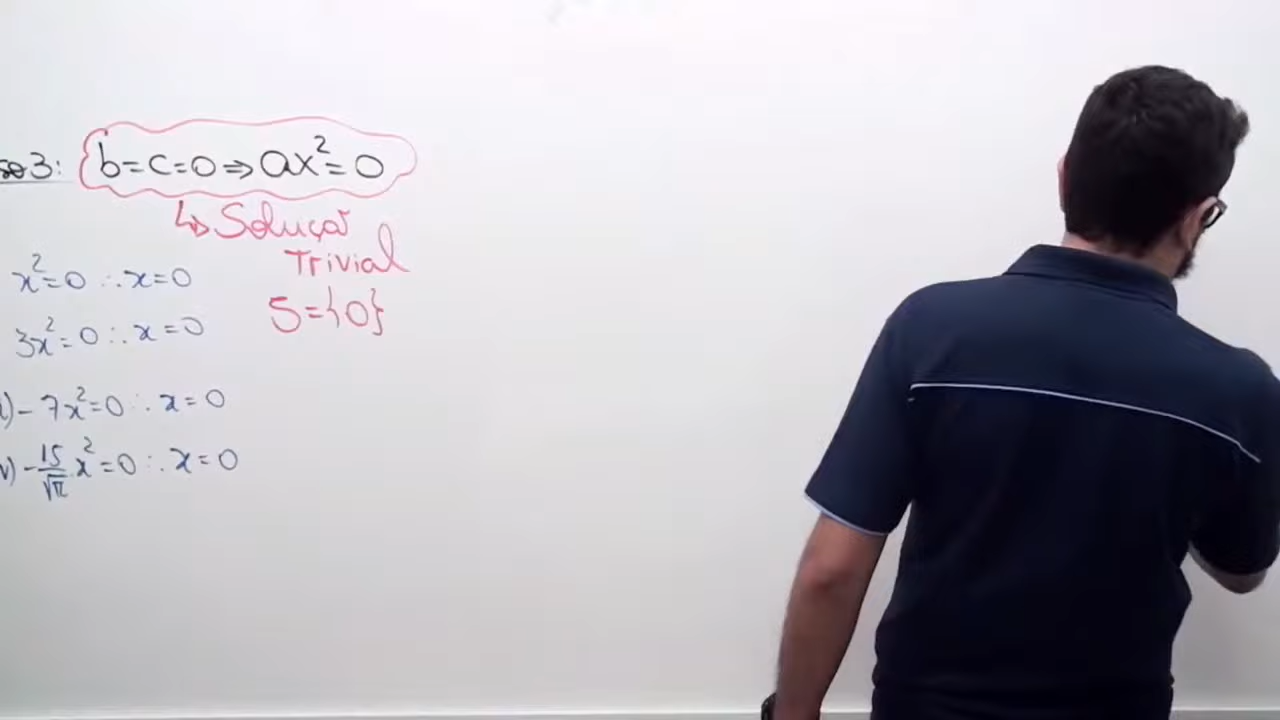 so 3: b=c=0 ⇒ ax²=0
↳ Solução
Trivial
S={0}
x²=0 ∴ x=0
3x²=0 ∴ x=0
)-7x²=0 ∴ x=0
v) -15/√π x²=0 ∴ x=0